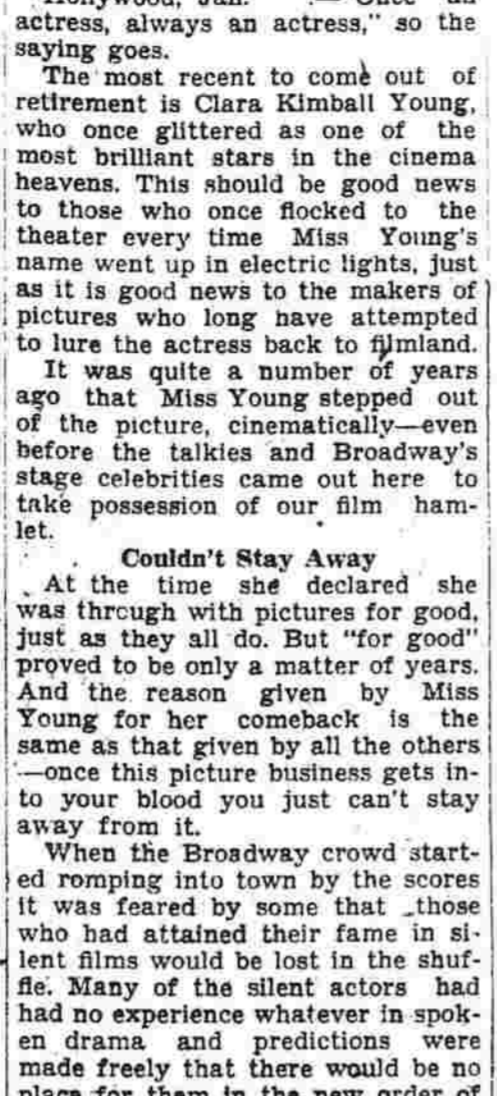 Hollywood, Jan. — "Once an
actress, always an actress," so the
saying goes.
The most recent to come out of
retirement is Clara Kimball Young,
who once glittered as one of the
most brilliant stars in the cinema
heavens. This should be good news
to those who once flocked to the
theater every time Miss Young's
name went up in electric lights, just
as it is good news to the makers of
pictures who long have attempted
to lure the actress back to filmland.
It was quite a number of years
ago that Miss Young stepped out
of the picture, cinematically—even
before the talkies and Broadway's
stage celebrities came out here to
take possession of our film ham-
let.
Couldn't Stay Away
At the time she declared she
was through with pictures for good,
just as they all do. But "for good"
proved to be only a matter of years.
And the reason given by Miss
Young for her comeback is the
same as that given by all the others
—once this picture business gets in-
to your blood you just can't stay
away from it.
When the Broadway crowd start-
ed romping into town by the scores
it was feared by some that those
who had attained their fame in si-
lent films would be lost in the shuf-
fle. Many of the silent actors had
had no experience whatever in spok-
en drama and predictions were
made freely that there would be no
place for them in the new order of